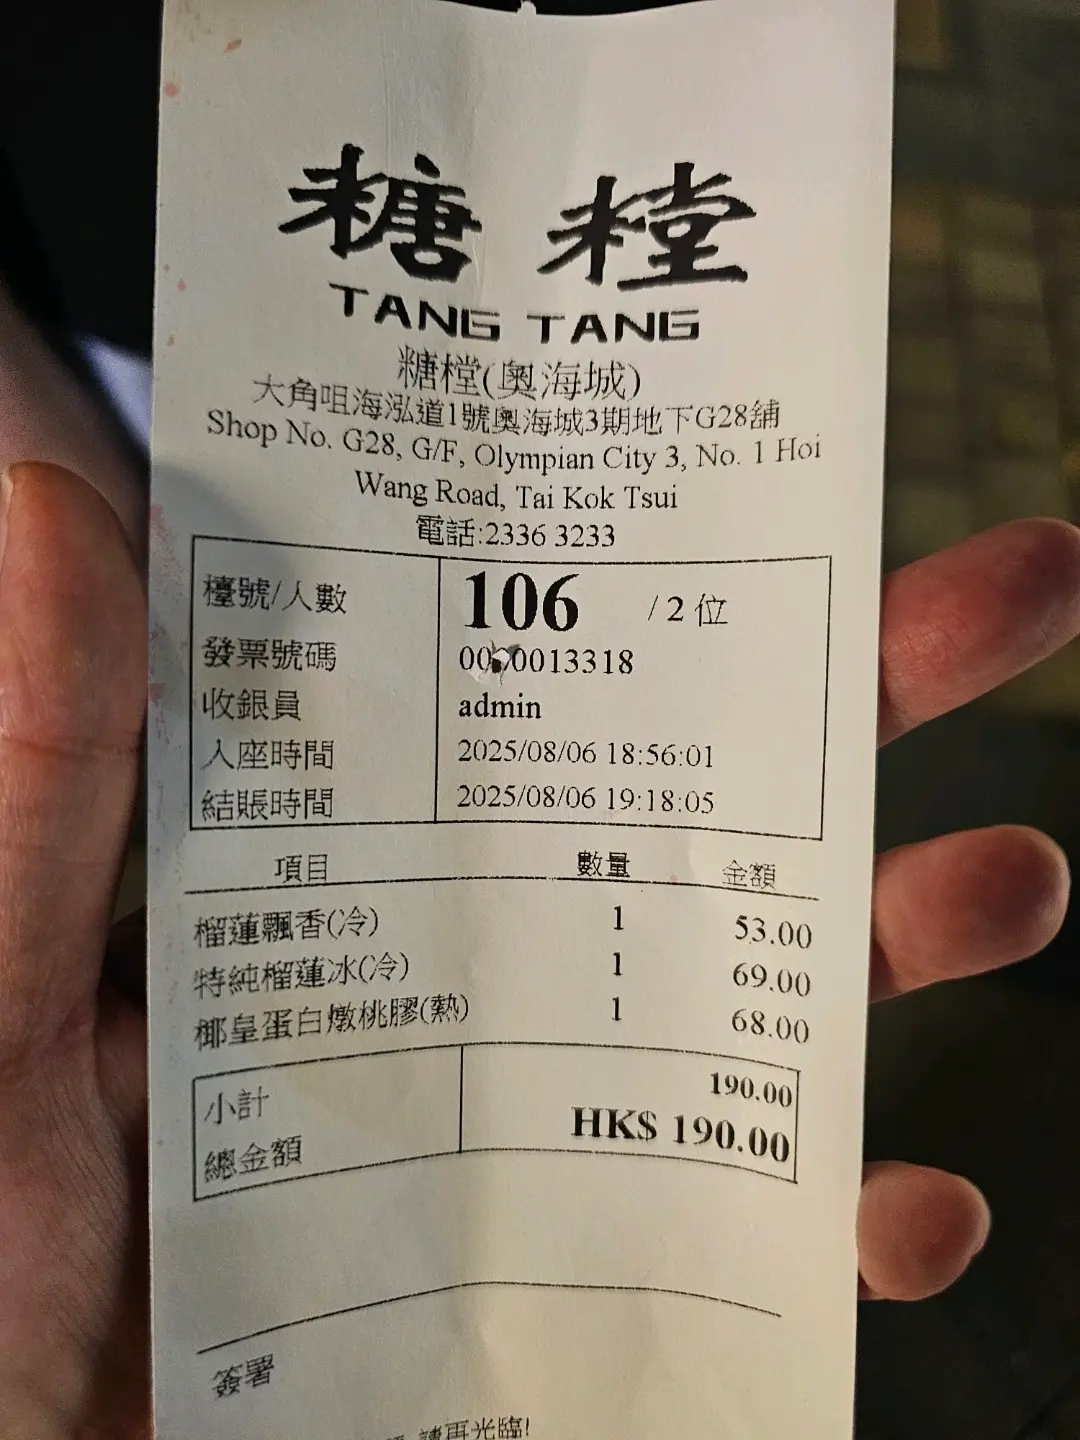 糖樘
TANG TANG
糖樘(奧海城)
大角咀海泓道1號奧海城3期地下G28舖
Shop No. G28, G/F, Olympian City 3, No. 1 Hoi
Wang Road, Tai Kok Tsui
電話:2336 3233
檯號/人數 106 / 2 位
發票號碼 0013318
收銀員 admin
入座時間 2025/08/06 18:56:01
結賬時間 2025/08/06 19:18:05
項目 數量 金額
榴蓮飄香(冷) 1 53.00
特純榴蓮冰(冷) 1 69.00
椰皇蛋白燉桃膠(熱) 1 68.00
小計 190.00
總金額 HK$ 190.00
簽署
請再光臨!